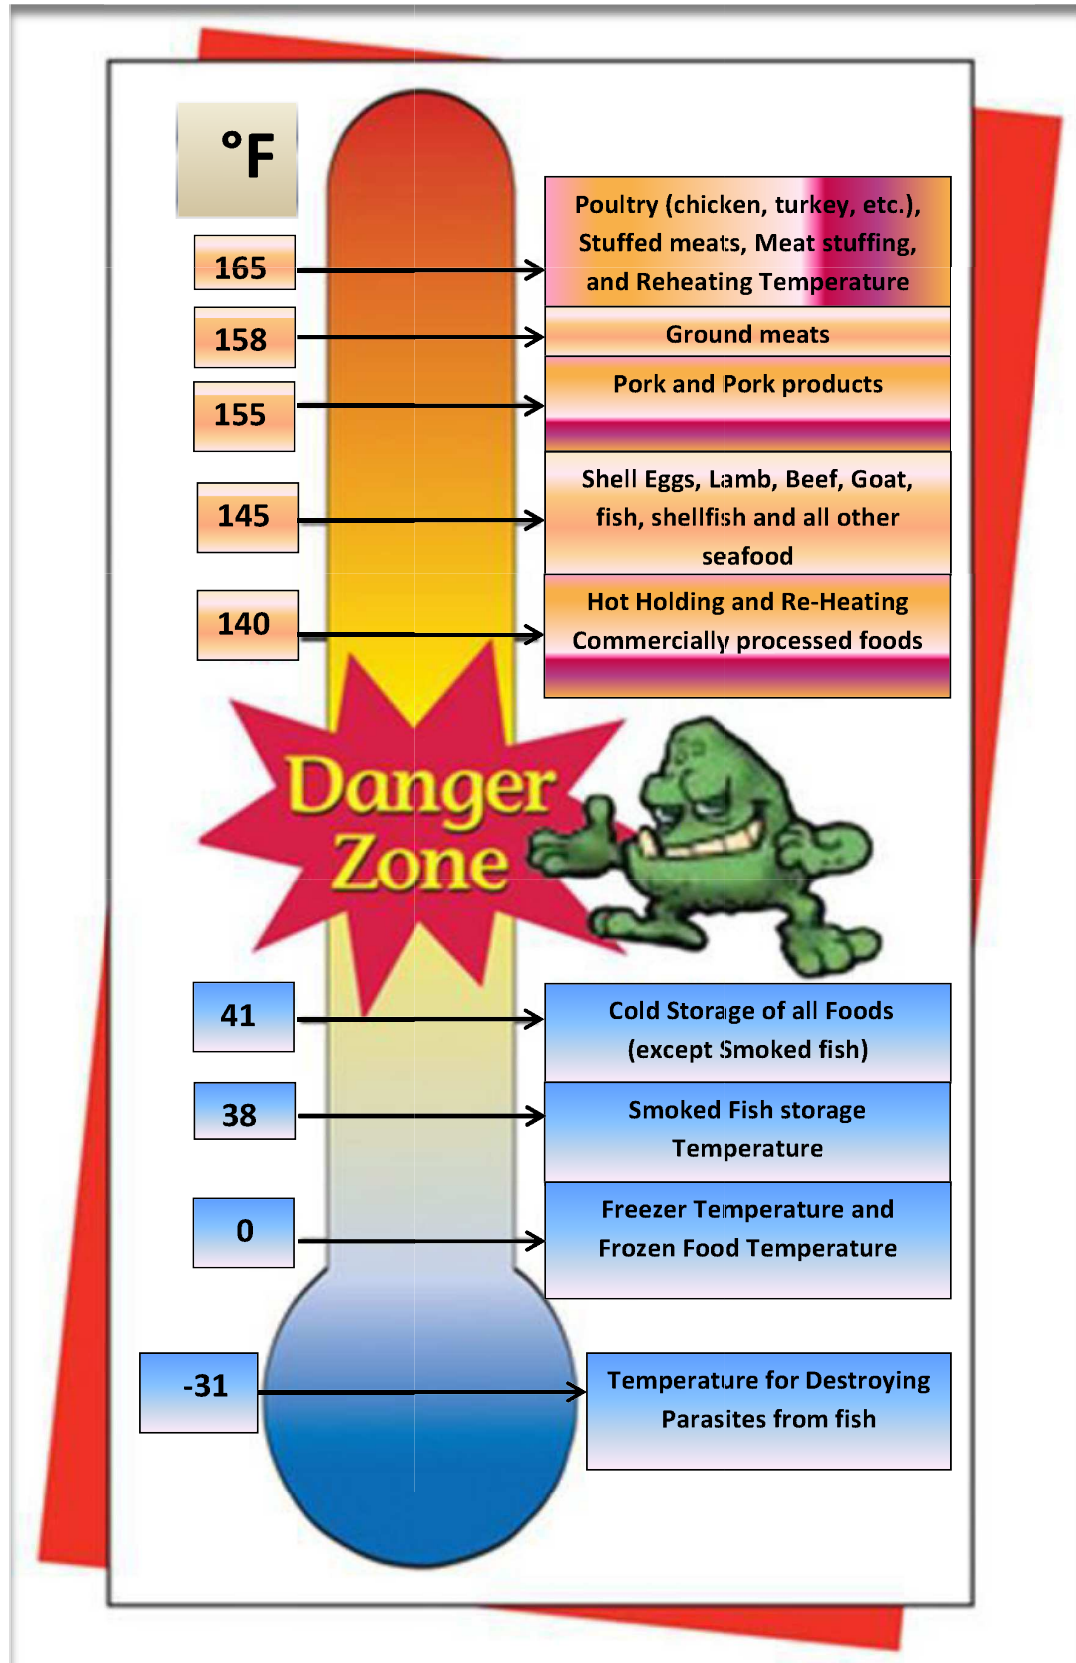 °F
165
Poultry (chicken, turkey, etc.),
Stuffed meats, Meat stuffing,
and Reheating Temperature
158
Ground meats
155
Pork and Pork products
145
Shell Eggs, Lamb, Beef, Goat,
fish, shellfish and all other
seafood
140
Hot Holding and Re-Heating
Commercially processed foods
Danger
Zone
41
Cold Storage of all Foods
(except Smoked fish)
38
Smoked Fish storage
Temperature
0
Freezer Temperature and
Frozen Food Temperature
-31
Temperature for Destroying
Parasites from fish